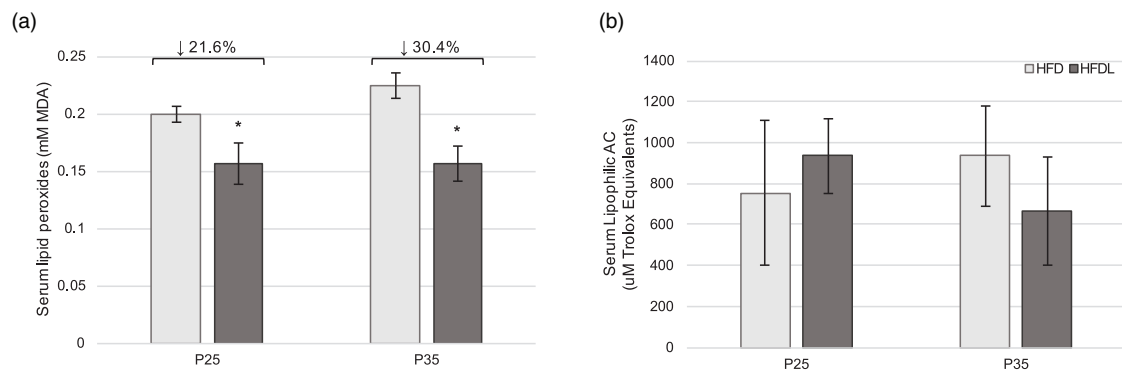 (a)
↓ 21.6%
↓ 30.4%
0.25
0.2
0.15
0.1
0.05
0
Serum lipid peroxides (mM MDA)
*
*
P25
P35
(b)
1400
1200
1000
800
600
400
200
0
Serum Lipophilic AC
(uM Trolox Equivalents)
HFD HFDL
P25
P35